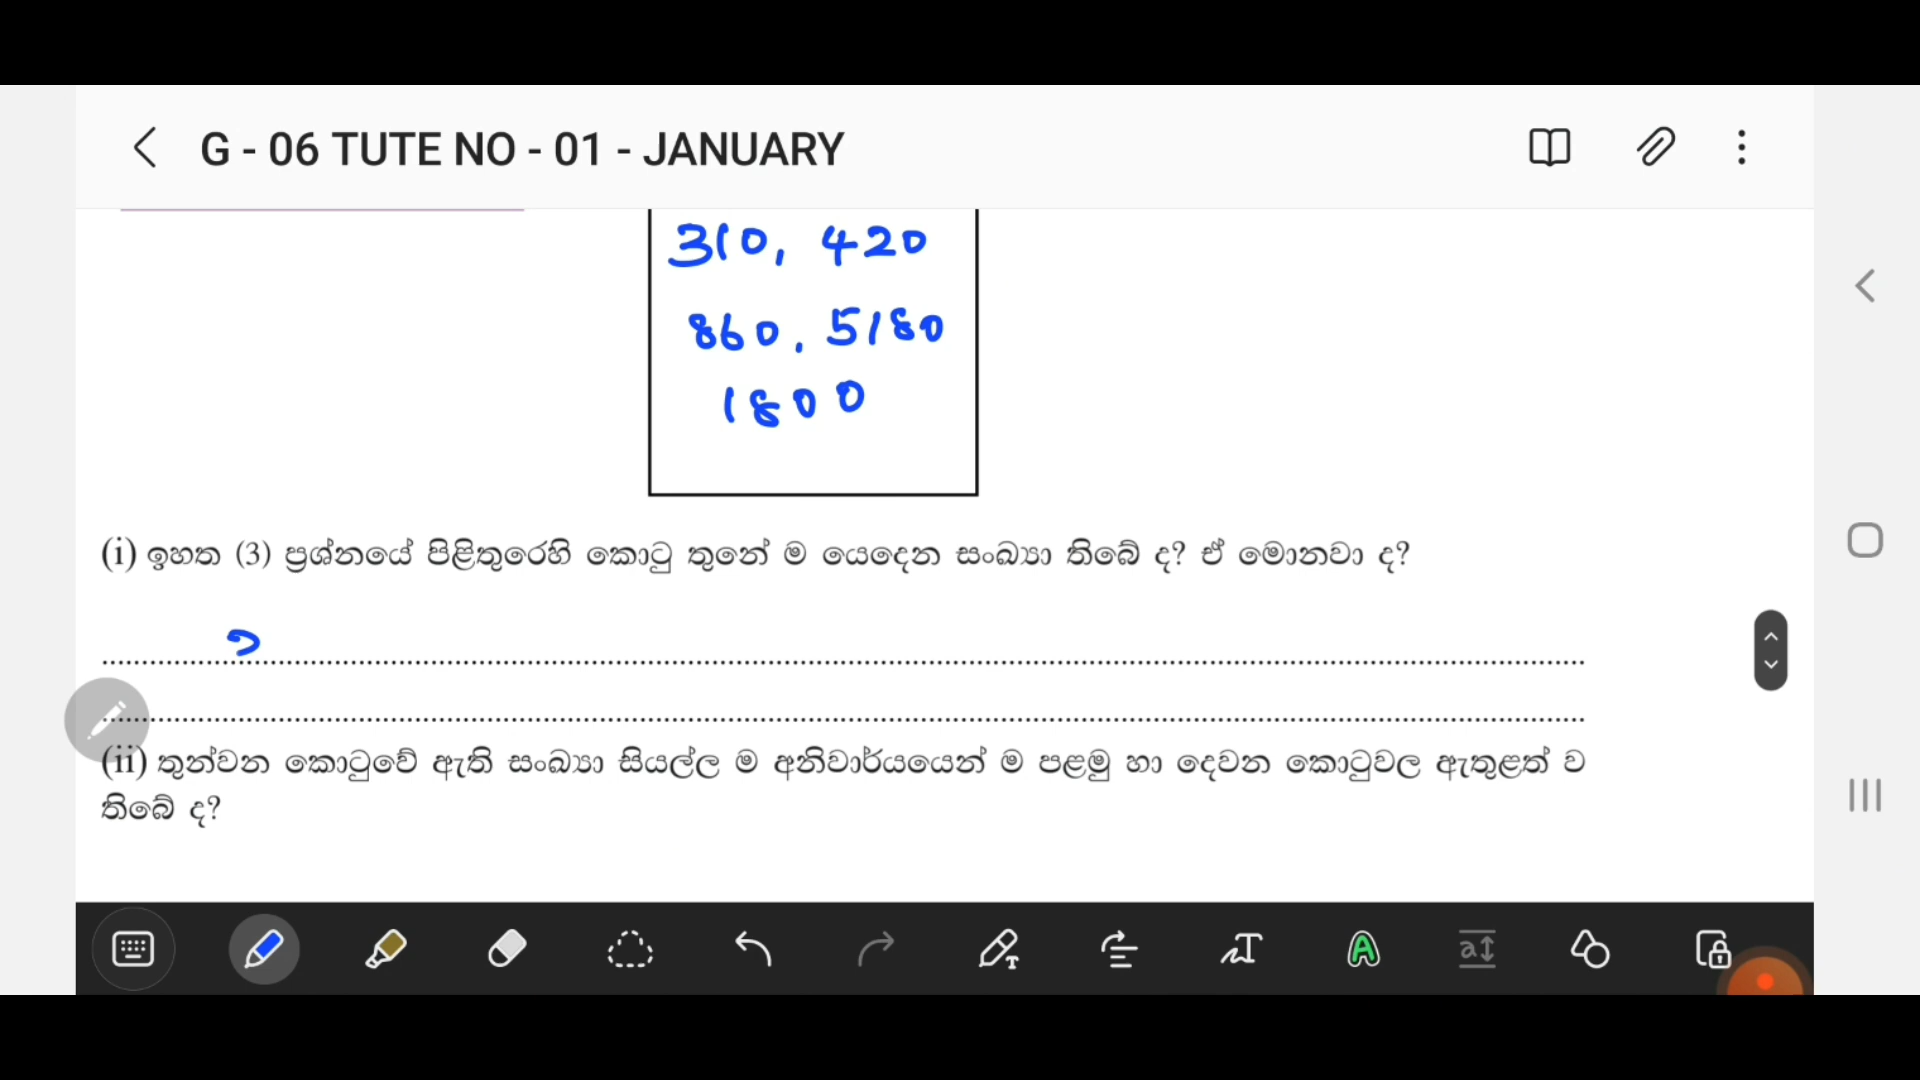 G - 06 TUTE NO - 01 - JANUARY
310, 420
860, 5180
1800
(i) ඉහත (3) ප්‍රශ්නයේ පිළිතුරෙහි කොටු තුනේ ම යෙදෙන සංඛ්‍යා තිබේ ද? ඒ මොනවා ද?
(ii) තුන්වන කොටුවේ ඇති සංඛ්‍යා සියල්ල ම අනිවාර්යයෙන් ම පළමු හා දෙවන කොටුවල ඇතුළත් ව
තිබේ ද?